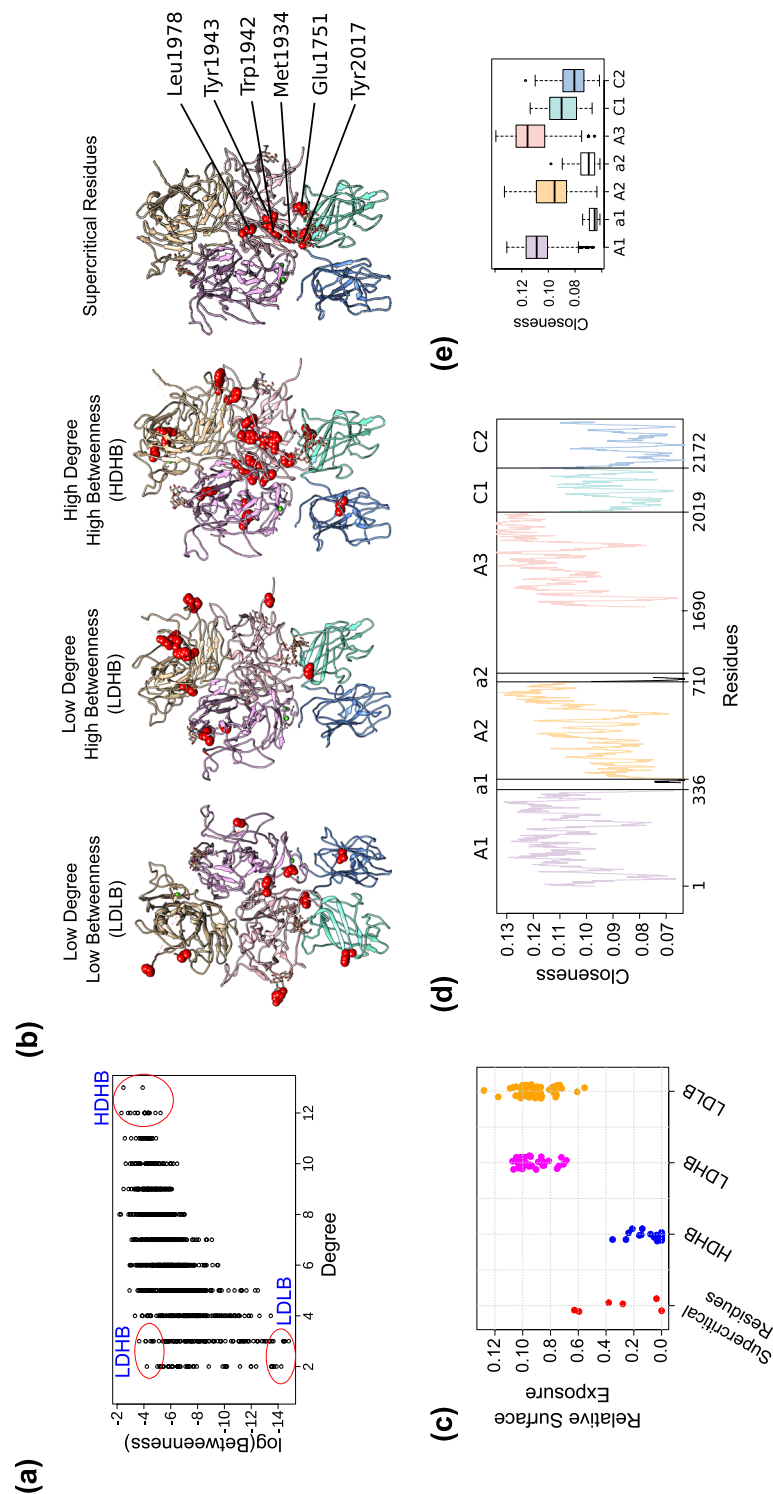 (a)
log(Betweenness)
-2
-4
-6
-8
-10
-12
-14
2
4
6
8
10
12
Degree
LDHB
LDLB
HDHB
(b)
Low Degree
Low Betweenness
(LDLB)
Low Degree
High Betweenness
(LDHB)
High Degree
High Betweenness
(HDHB)
Supercritical Residues
Leu1978
Tyr1943
Trp1942
Met1934
Glu1751
Tyr2017
(c)
Relative Surface
Exposure
0.12
0.10
0.8
0.6
0.4
0.2
0.0
Supercritical
Residues
HDHB
LDHB
LDLB
(d)
Closeness
0.13
0.12
0.11
0.10
0.09
0.08
0.07
A1
a1
A2
a2
A3
C1
C2
1
336
710
1690
2019
2172
Residues
(e)
Closeness
0.12
0.10
0.08
A1
a1
A2
a2
A3
C1
C2